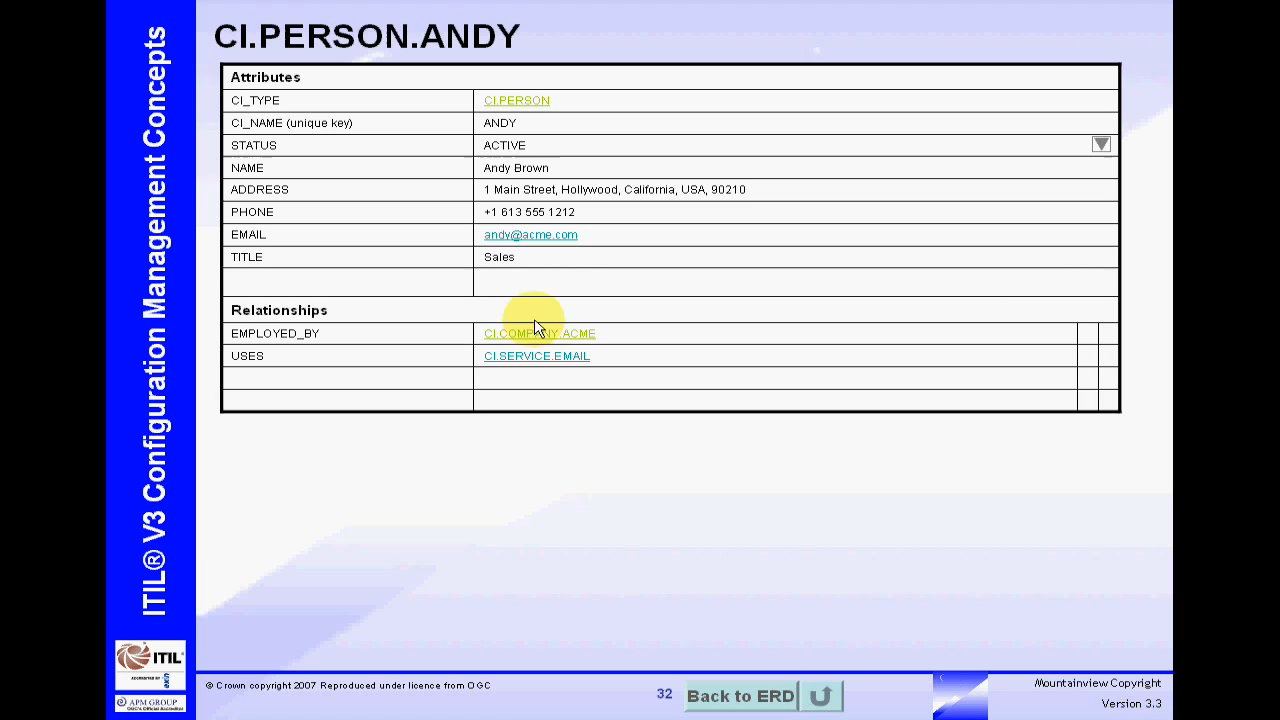 CI.PERSON.ANDY
Attributes
CI_TYPE CI.PERSON
CI_NAME (unique key) ANDY
STATUS ACTIVE
NAME Andy Brown
ADDRESS 1 Main Street, Hollywood, California, USA, 90210
PHONE +1 613 555 1212
EMAIL andy@acme.com
TITLE Sales
Relationships
EMPLOYED_BY CI.COMPANY.ACME
USES CI.SERVICE.EMAIL
ITIL® V3 Configuration Management Concepts
ITIL®
ACCREDITED BY
APM GROUP
© Crown copyright 2007 Reproduced under licence from OGC
32
Back to ERD
Mountainview Copyright
Version 3.3